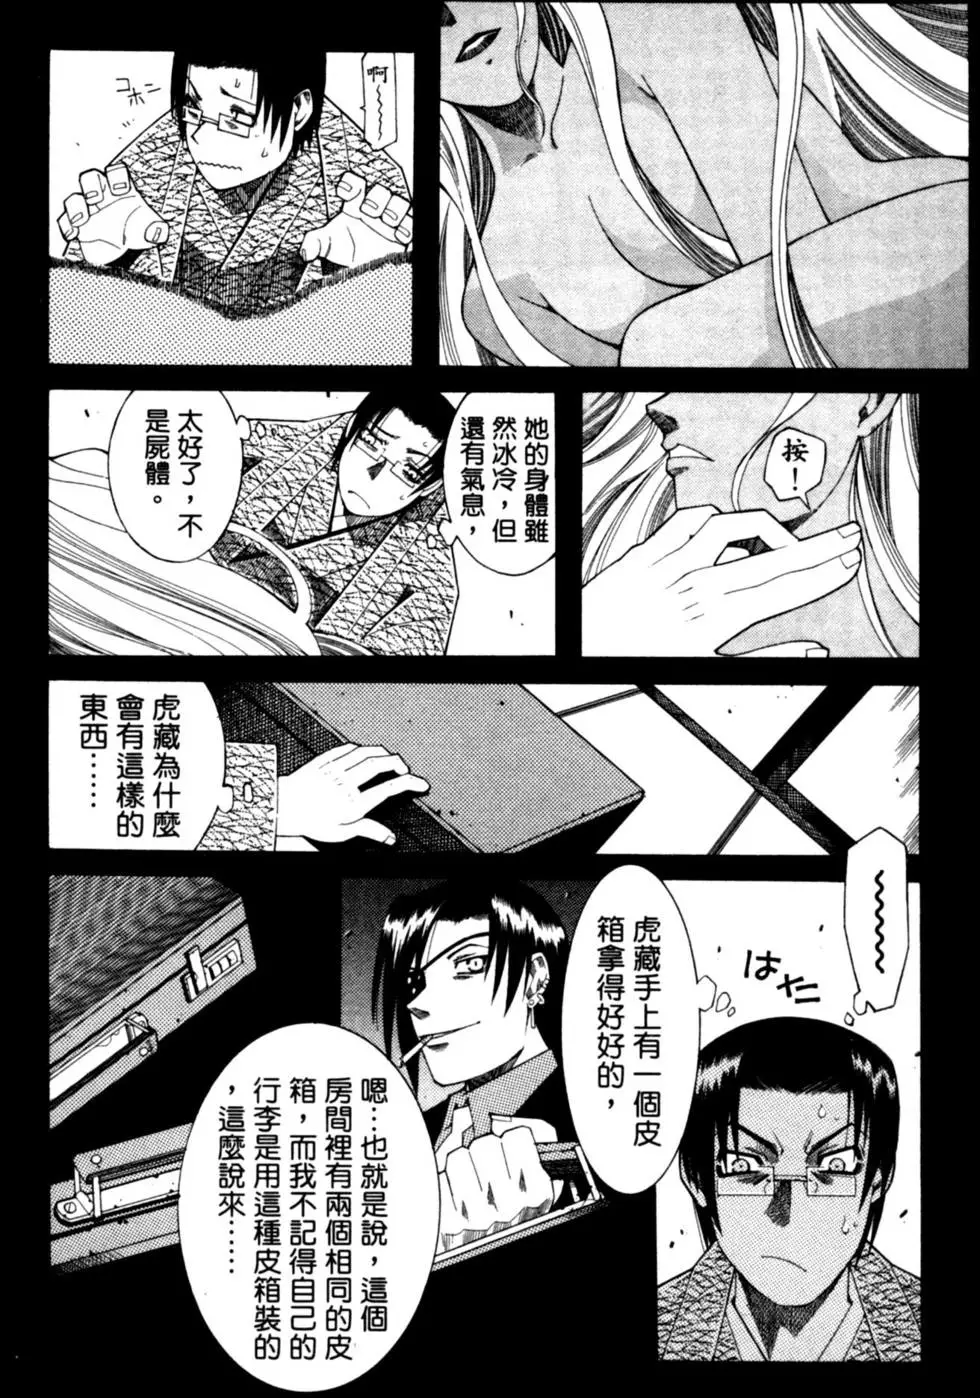 啊～～
コホン
按！
她的身體雖
然冰冷，但
還有氣息，
太好了，不
是屍體。
虎藏為什麼
會有這樣的
東西……
～～～～
はナニ
虎藏手上有一個皮
箱拿得好好的，
嗯…也就是說，這個
房間裡有兩個相同的皮
箱，而我不記得自己的
行李是用這種皮箱裝的
，這麼說來……